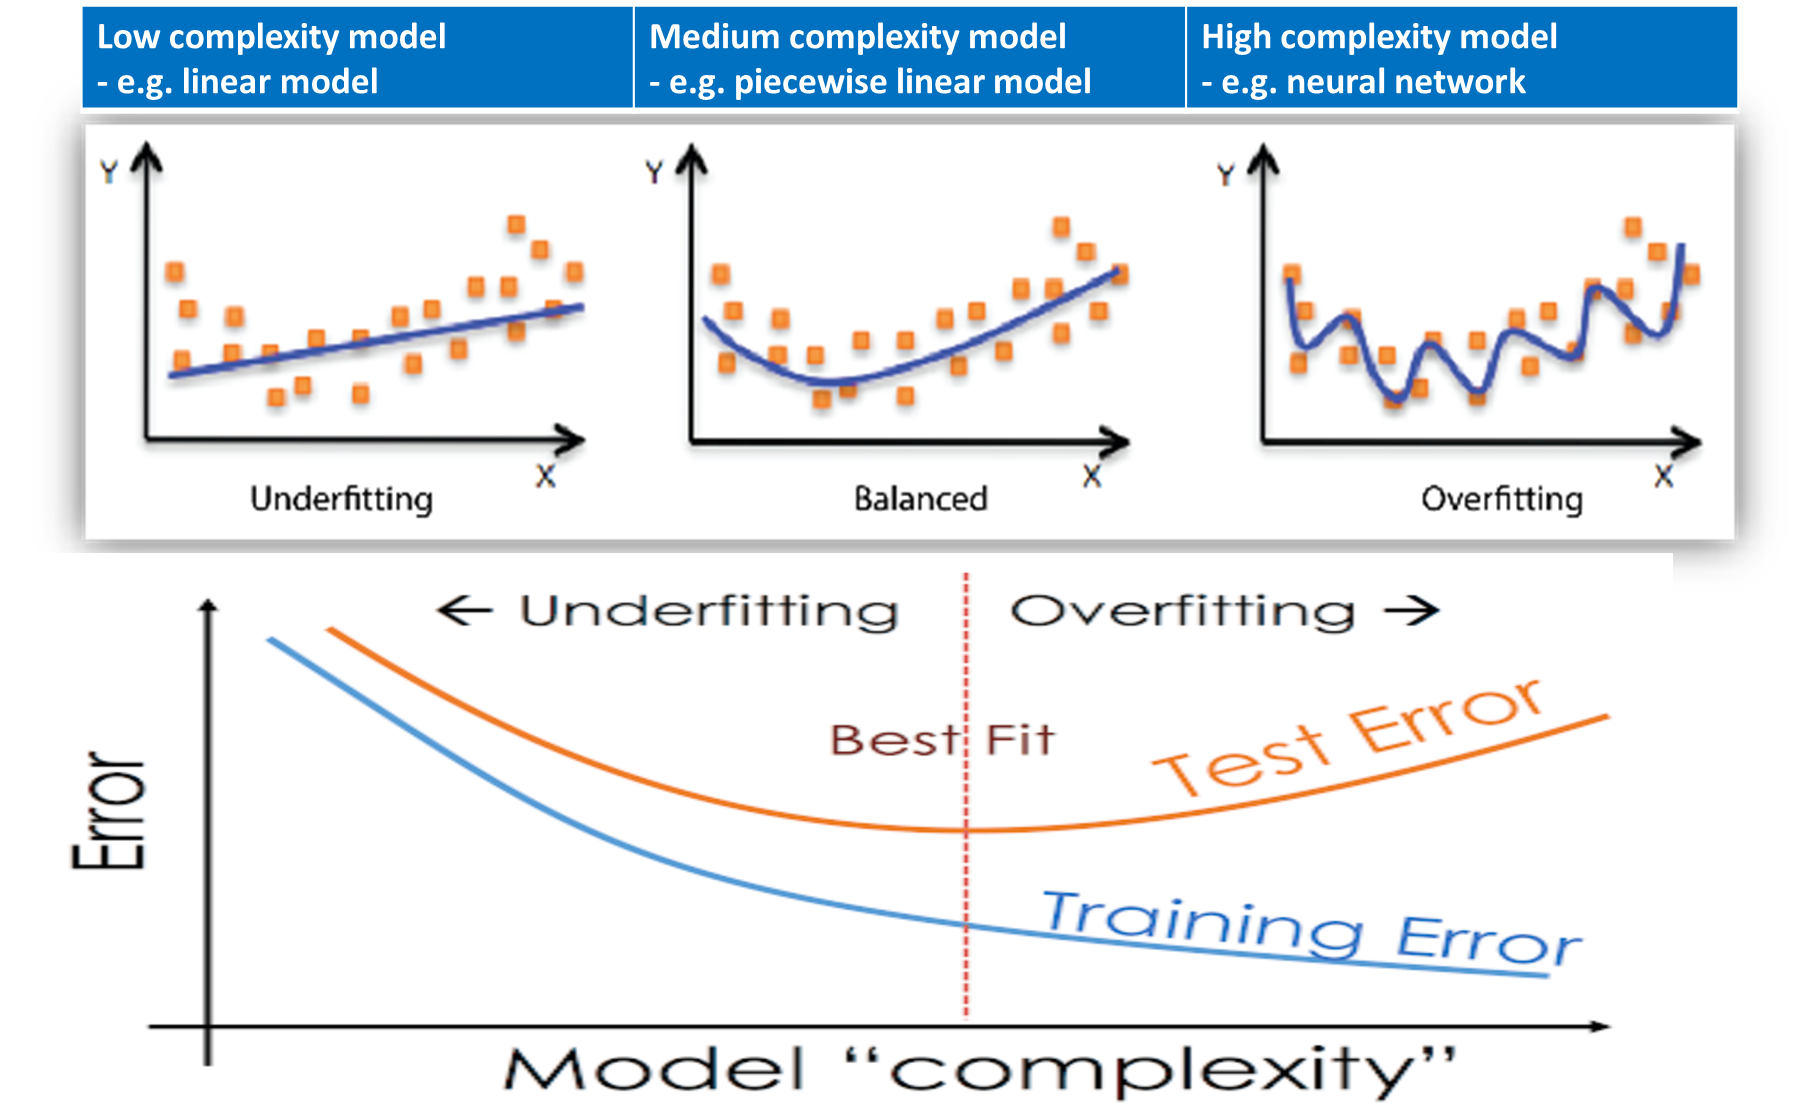 Low complexity model
- e.g. linear model
Medium complexity model
- e.g. piecewise linear model
High complexity model
- e.g. neural network
Y
X
Underfitting
Y
X
Balanced
Y
X
Overfitting
← Underfitting
Overfitting →
Best Fit
Test Error
Training Error
Error
Model “complexity”